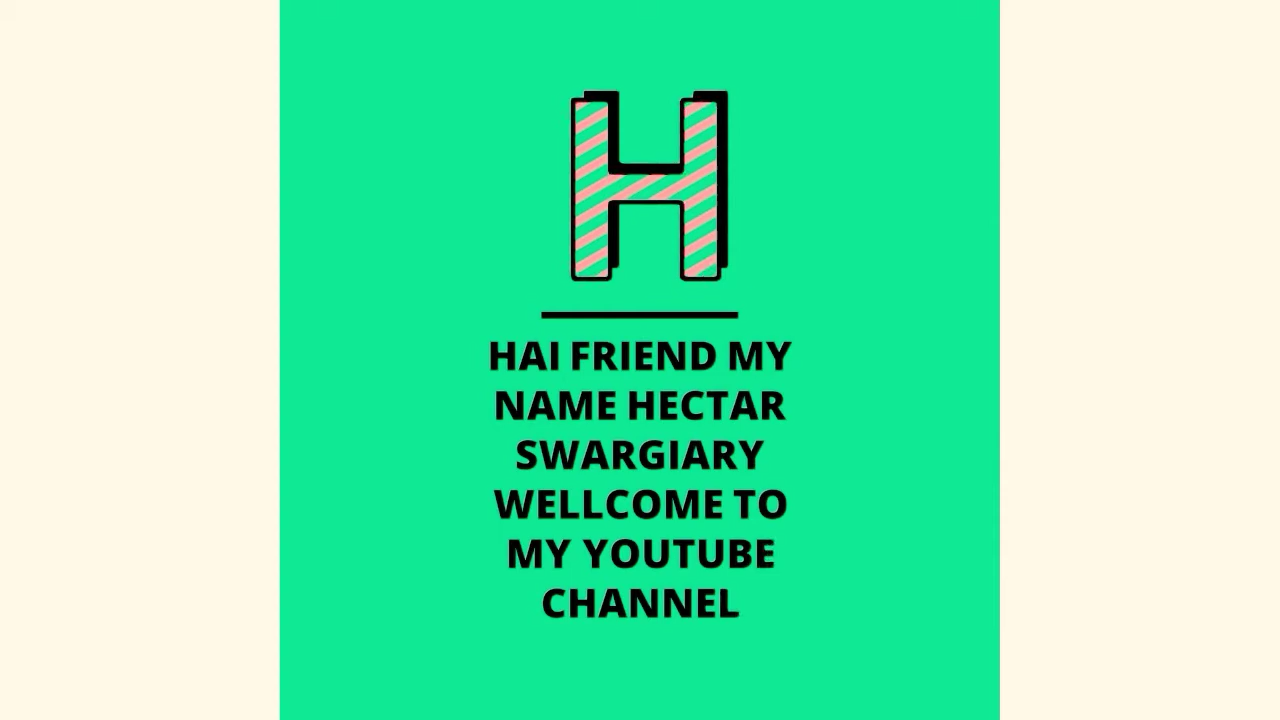 H
HAI FRIEND MY
NAME HECTAR
SWARGIARY
WELLCOME TO
MY YOUTUBE
CHANNEL